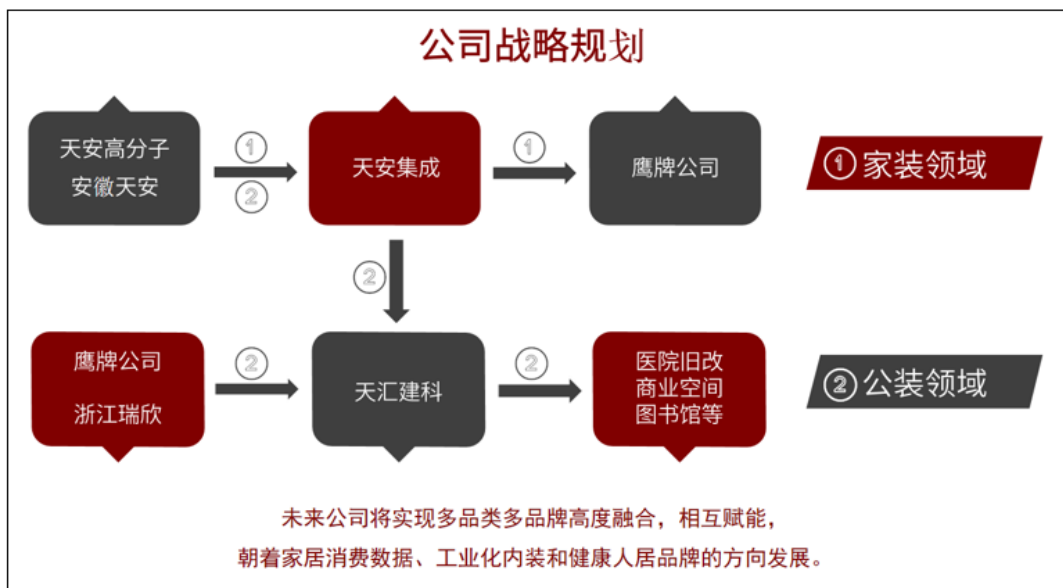 公司战略规划
天安高分子
安徽天安
①
②
天安集成
①
鹰牌公司
①家装领域
②
鹰牌公司
浙江瑞欣
②
天汇建科
②
医院旧改
商业空间
图书馆等
②公装领域
未来公司将实现多品类多品牌高度融合，相互赋能，
朝着家居消费数据、工业化内装和健康人居品牌的方向发展。